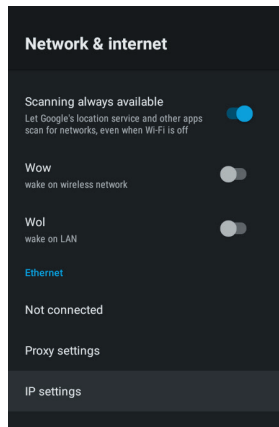 Network & internet
Scanning always available
Let Google's location service and other apps
scan for networks, even when Wi-Fi is off
Wow
wake on wireless network
Wol
wake on LAN
Ethernet
Not connected
Proxy settings
IP settings